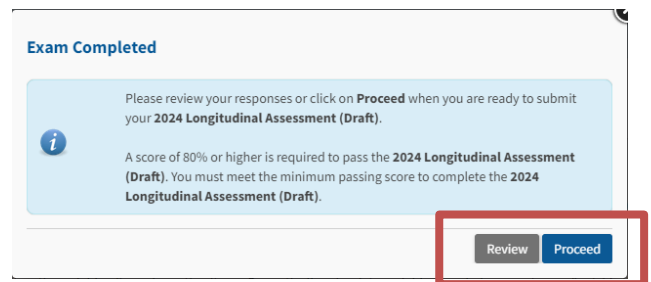 Exam Completed
Please review your responses or click on Proceed when you are ready to submit
your 2024 Longitudinal Assessment (Draft).
A score of 80% or higher is required to pass the 2024 Longitudinal Assessment
(Draft). You must meet the minimum passing score to complete the 2024
Longitudinal Assessment (Draft).
Review Proceed